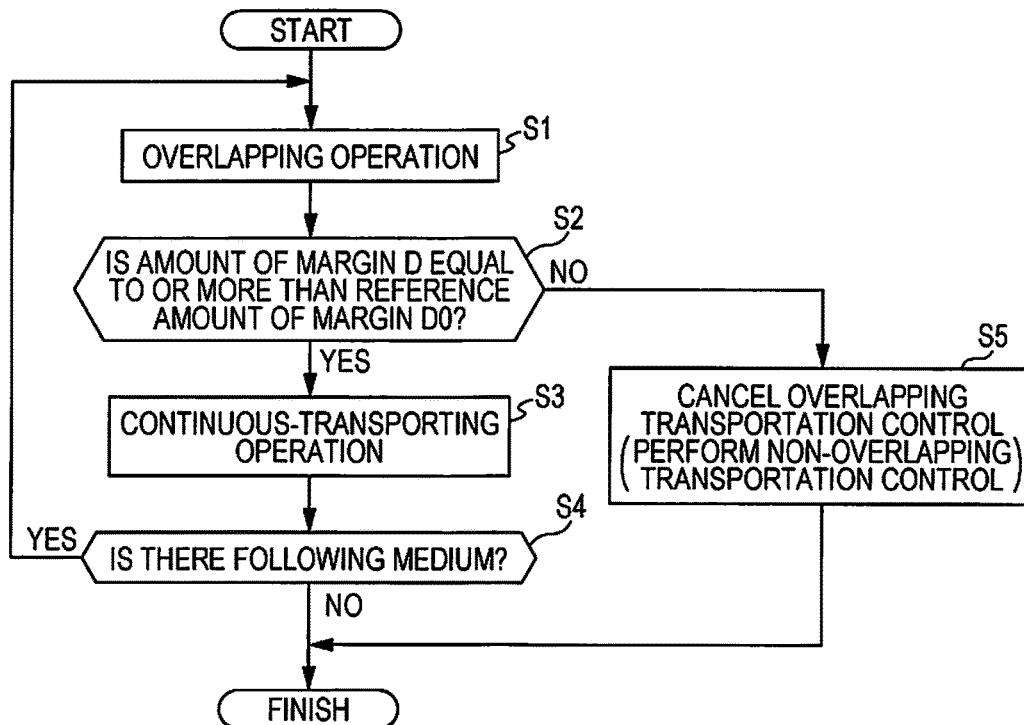 START
S1
OVERLAPPING OPERATION
S2
IS AMOUNT OF MARGIN D EQUAL
TO OR MORE THAN REFERENCE
AMOUNT OF MARGIN D0?
NO
YES
S3
CONTINUOUS-TRANSPORTING
OPERATION
S5
CANCEL OVERLAPPING
TRANSPORTATION CONTROL
(PERFORM NON-OVERLAPPING
TRANSPORTATION CONTROL)
S4
YES
IS THERE FOLLOWING MEDIUM?
NO
FINISH